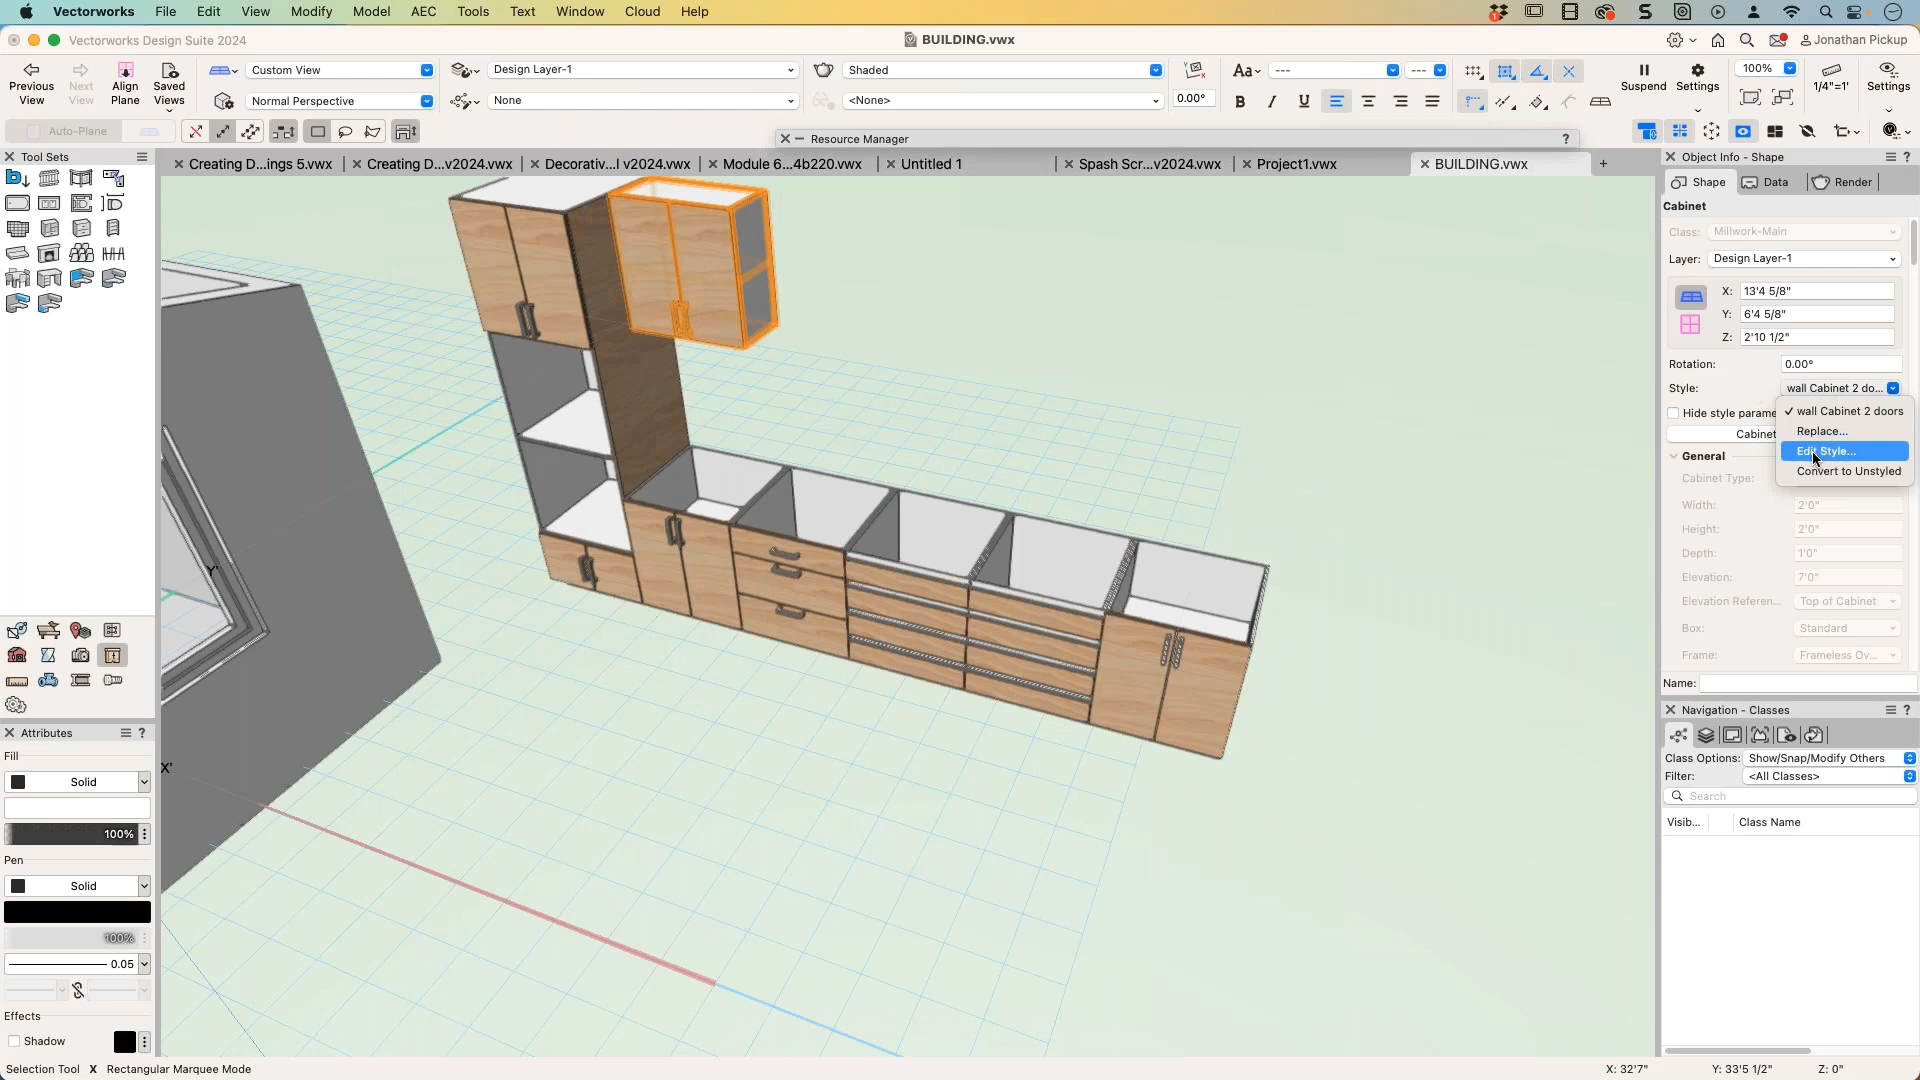 Vectorworks File Edit View Modify Model AEC Tools Text Window Cloud Help
Vectorworks Design Suite 2024
BUILDING.vwx
Jonathan Pickup
Previous View
Next View
Align Plane
Saved Views
Custom View
Normal Perspective
Design Layer-1
None
Shaded
<None>
0.00°
Aa
---
---
B I U
Suspend
Settings
100%
1/4"=1'
Settings
Auto-Plane
Resource Manager
?
Tool Sets
Creating D...ings 5.vwx
Creating D...v2024.vwx
Decorativ...l v2024.vwx
Module 6...4b220.vwx
Untitled 1
Spash Scr...v2024.vwx
Project1.vwx
BUILDING.vwx
+
Object Info - Shape
?
Shape
Data
Render
Cabinet
Class: Millwork-Main
Layer: Design Layer-1
X: 13'4 5/8"
Y: 6'4 5/8"
Z: 2'10 1/2"
Rotation: 0.00°
Style: wall Cabinet 2 do...
Hide style parame
wall Cabinet 2 doors
Replace...
Edit Style...
Convert to Unstyled
Cabinet
General
Cabinet Type:
Width: 2'0"
Height: 2'0"
Depth: 1'0"
Elevation: 7'0"
Elevation Referen... Top of Cabinet
Box: Standard
Frame: Frameless Ov...
Name:
Navigation - Classes
?
Class Options: Show/Snap/Modify Others
Filter: <All Classes>
Search
Visib... Class Name
Y'
X'
Attributes
?
Fill
Solid
100%
Pen
Solid
100%
0.05
Effects
Shadow
Selection Tool X Rectangular Marquee Mode
X: 32'7" Y: 33'5 1/2" Z: 0"